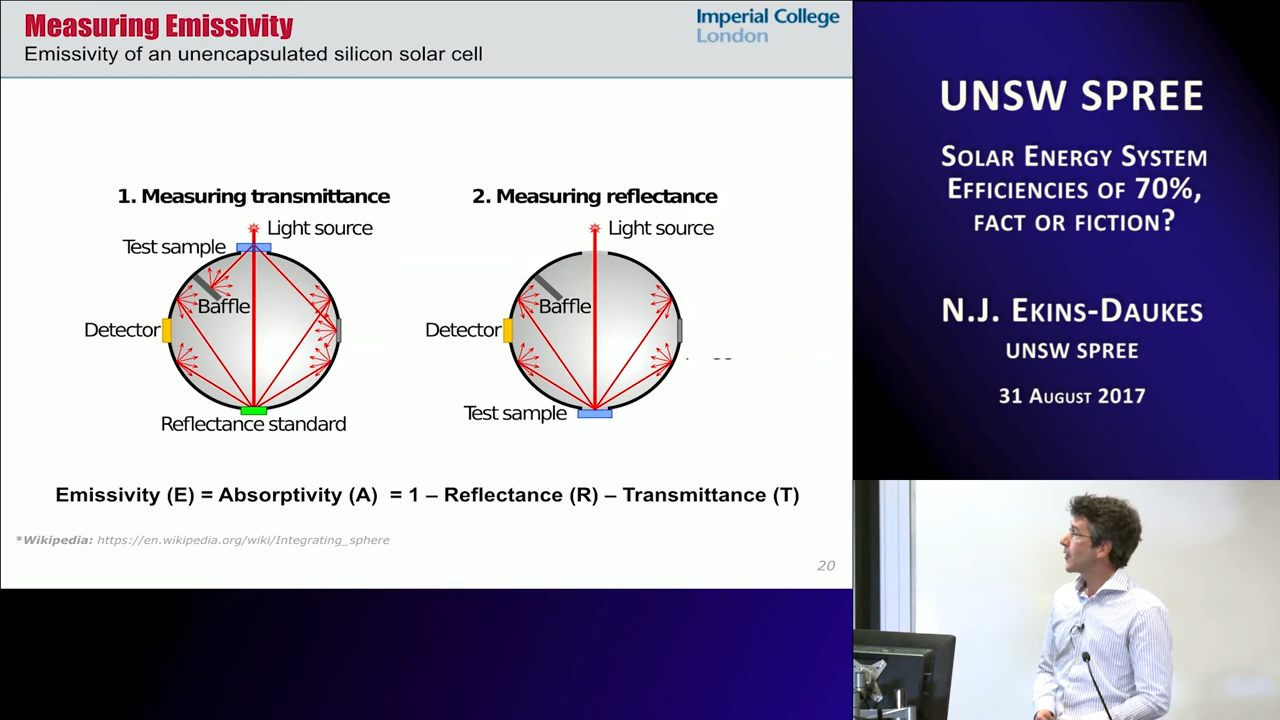 Measuring Emissivity
Emissivity of an unencapsulated silicon solar cell
Imperial College
London
1. Measuring transmittance
Light source
Test sample
Baffle
Detector
Reflectance standard
2. Measuring reflectance
Light source
Baffle
Detector
Test sample
Emissivity (E) = Absorptivity (A) = 1 – Reflectance (R) – Transmittance (T)
*Wikipedia: https://en.wikipedia.org/wiki/Integrating_sphere
20
UNSW SPREE
Solar Energy System
Efficiencies of 70%,
fact or fiction?
N.J. Ekins-Daukes
UNSW SPREE
31 August 2017